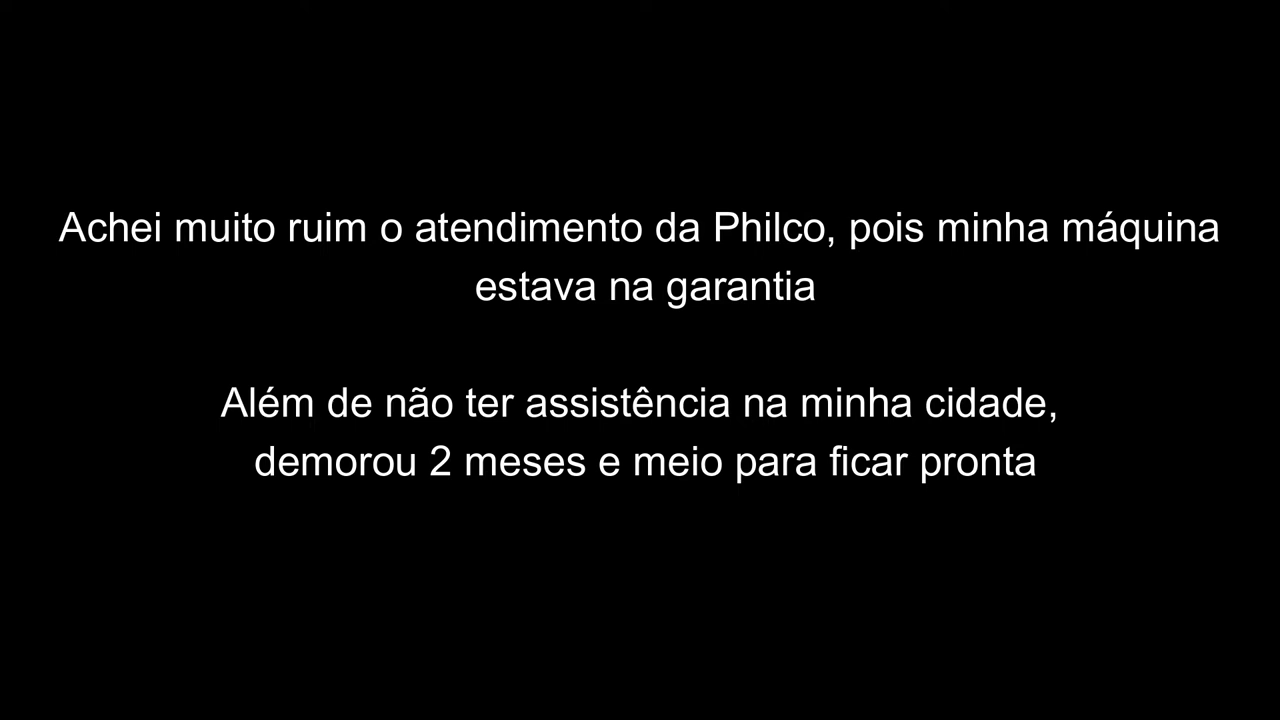 Achei muito ruim o atendimento da Philco, pois minha máquina
estava na garantia
Além de não ter assistência na minha cidade,
demorou 2 meses e meio para ficar pronta